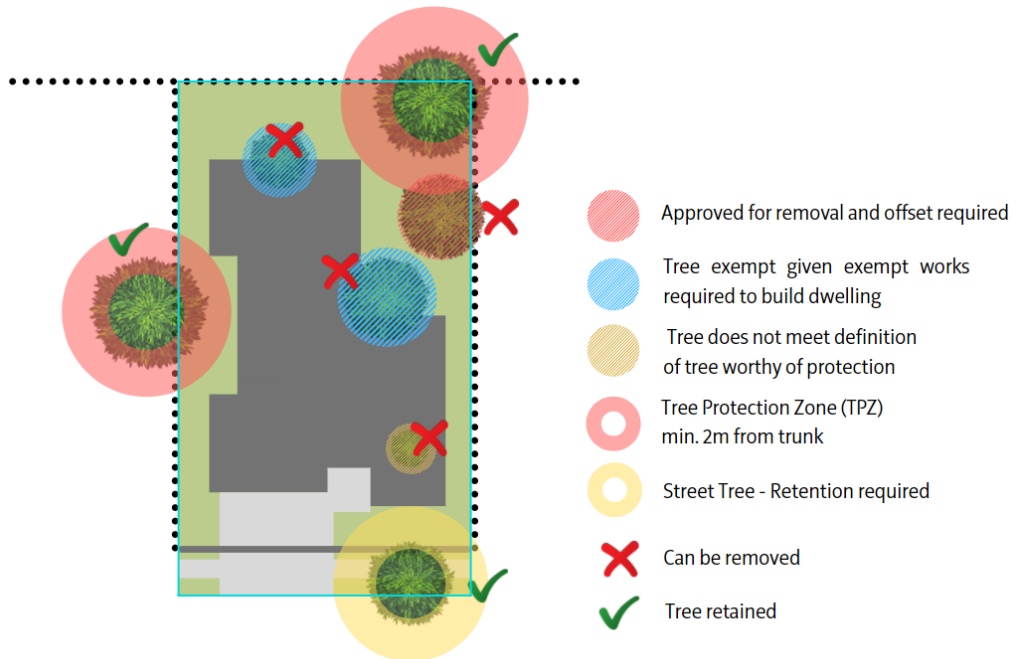 Approved for removal and offset required
Tree exempt given exempt works
required to build dwelling
Tree does not meet definition
of tree worthy of protection
Tree Protection Zone (TPZ)
min. 2m from trunk
Street Tree - Retention required
Can be removed
Tree retained